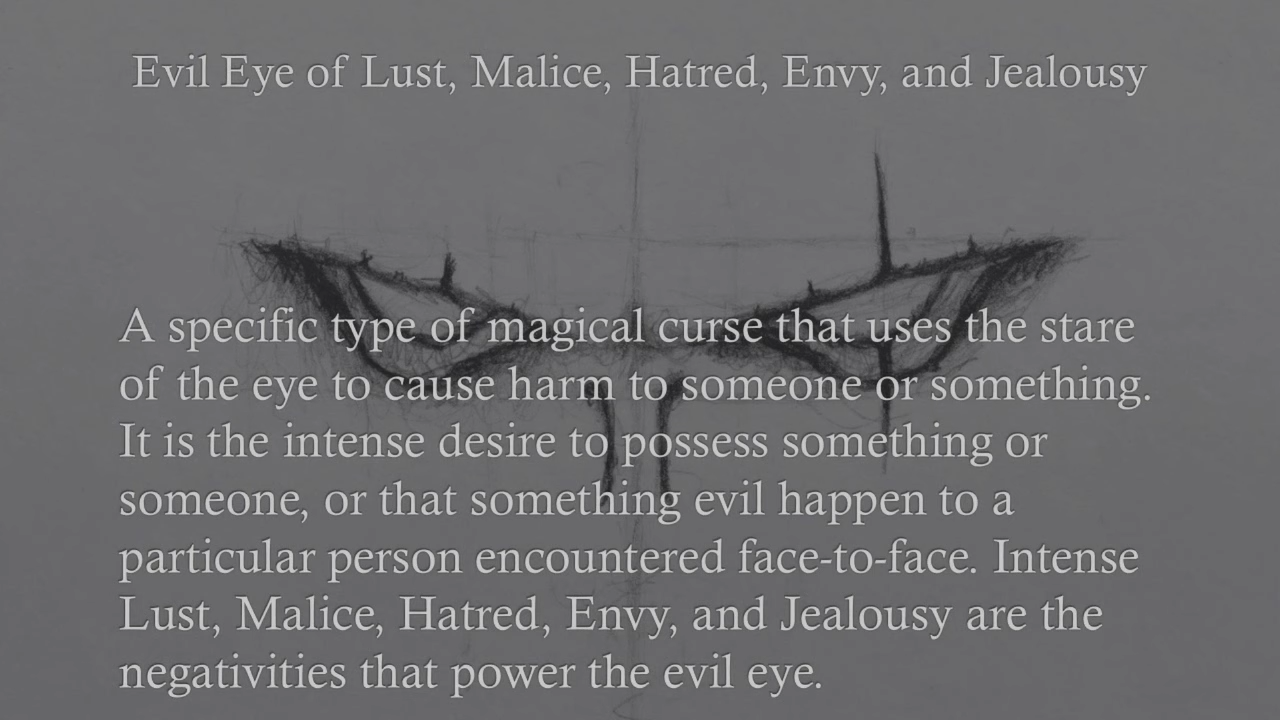 Evil Eye of Lust, Malice, Hatred, Envy, and Jealousy
A specific type of magical curse that uses the stare
of the eye to cause harm to someone or something.
It is the intense desire to possess something or
someone, or that something evil happen to a
particular person encountered face-to-face. Intense
Lust, Malice, Hatred, Envy, and Jealousy are the
negativities that power the evil eye.